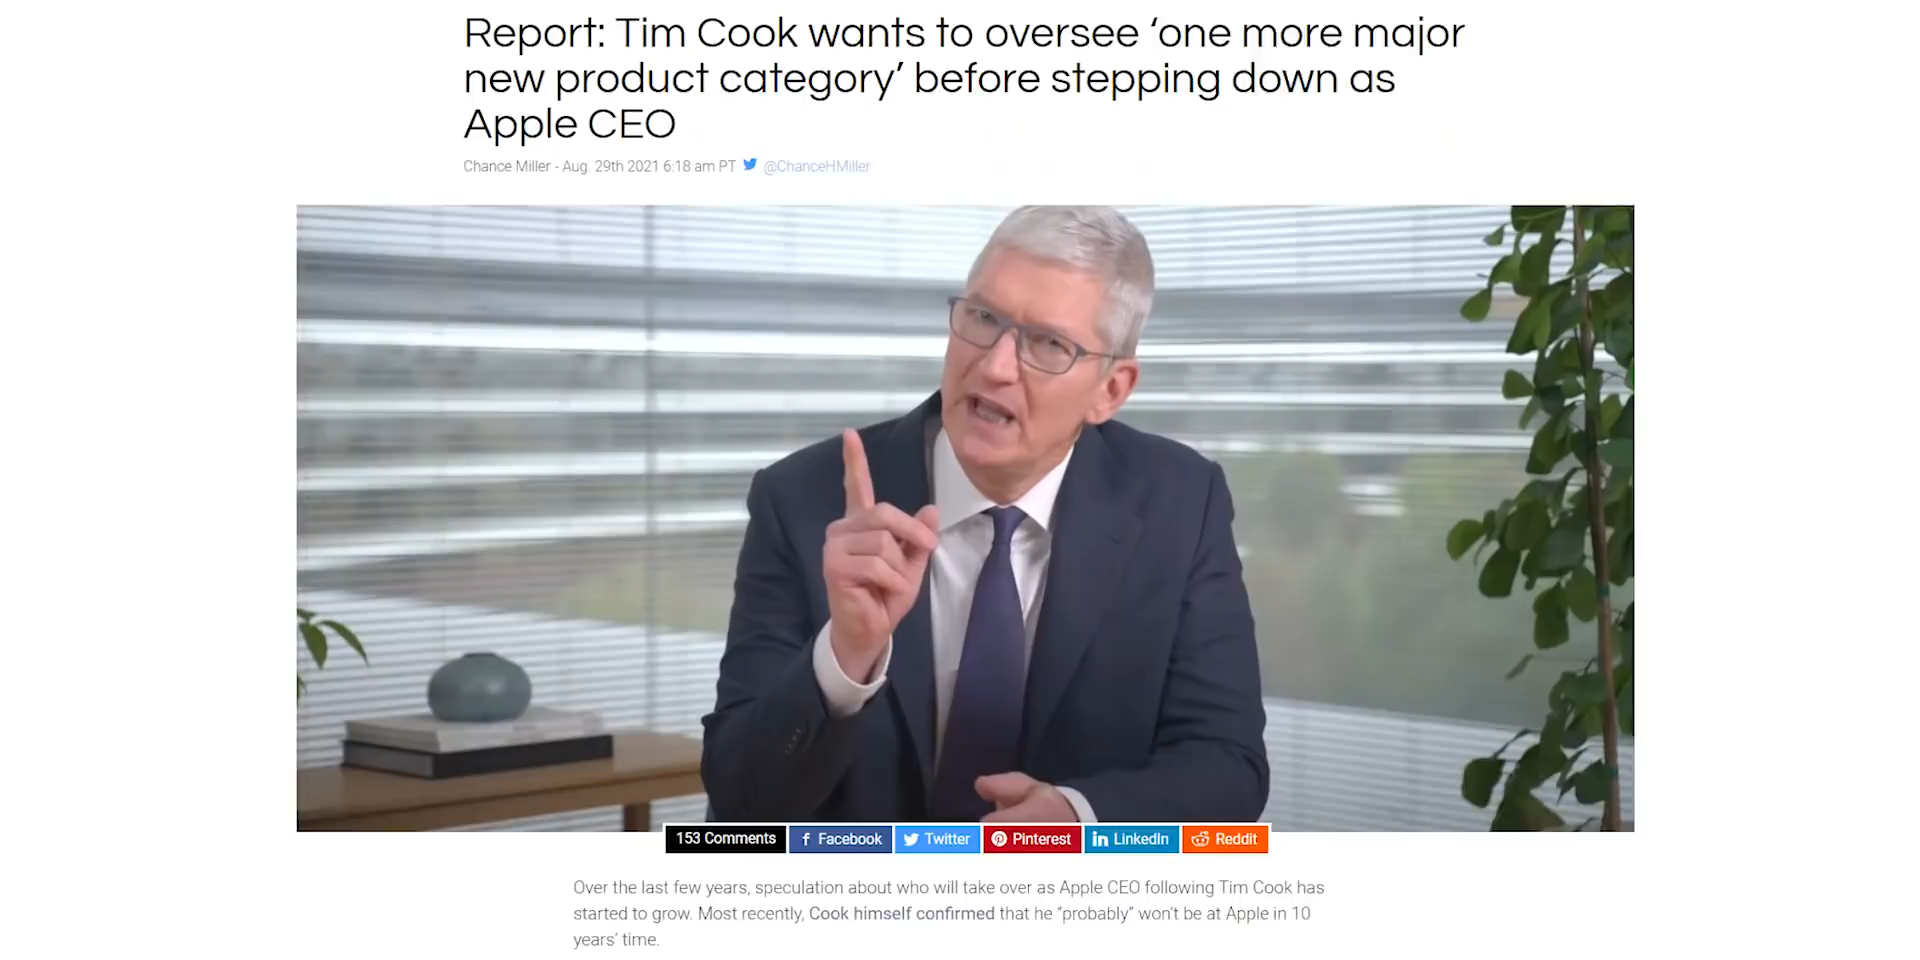 Report: Tim Cook wants to oversee ‘one more major
new product category’ before stepping down as
Apple CEO
Chance Miller - Aug. 29th 2021 6:18 am PT @ChanceHMiller
153 Comments Facebook Twitter Pinterest LinkedIn Reddit
Over the last few years, speculation about who will take over as Apple CEO following Tim Cook has
started to grow. Most recently, Cook himself confirmed that he “probably” won’t be at Apple in 10
years’ time.